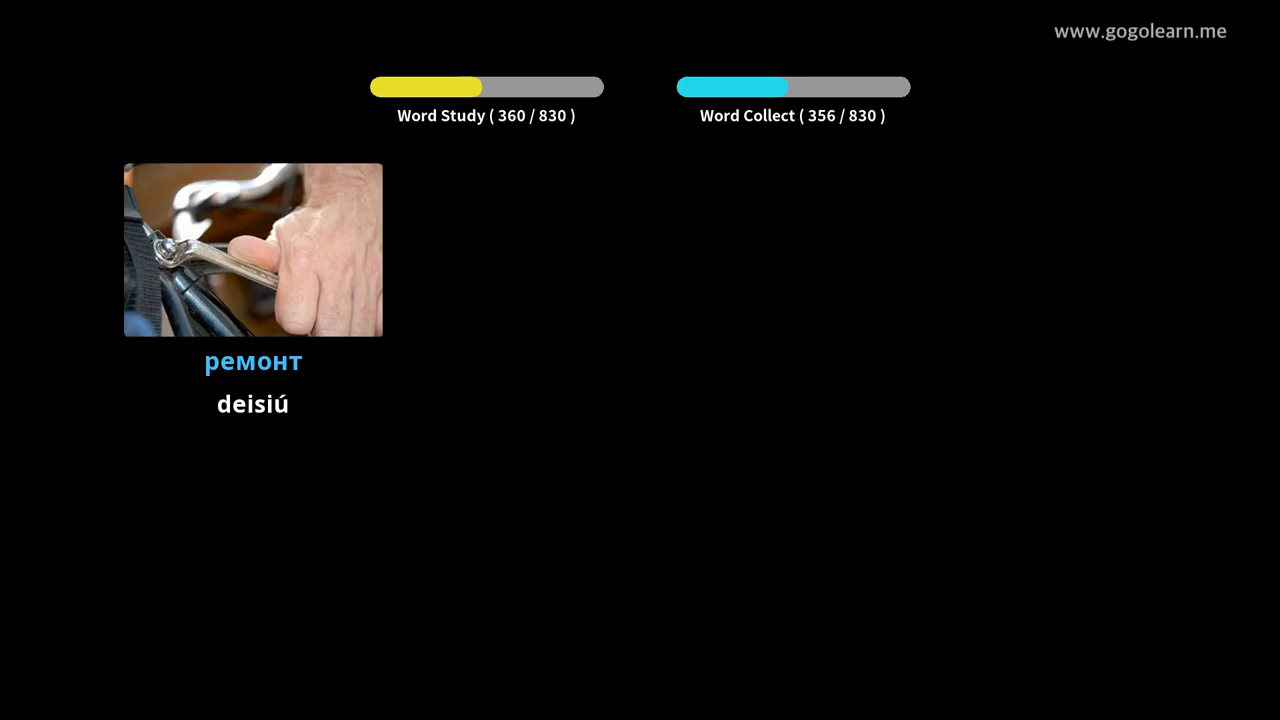 www.gogolearn.me
Word Study ( 360 / 830 )
Word Collect ( 356 / 830 )
ремонт
deisiú